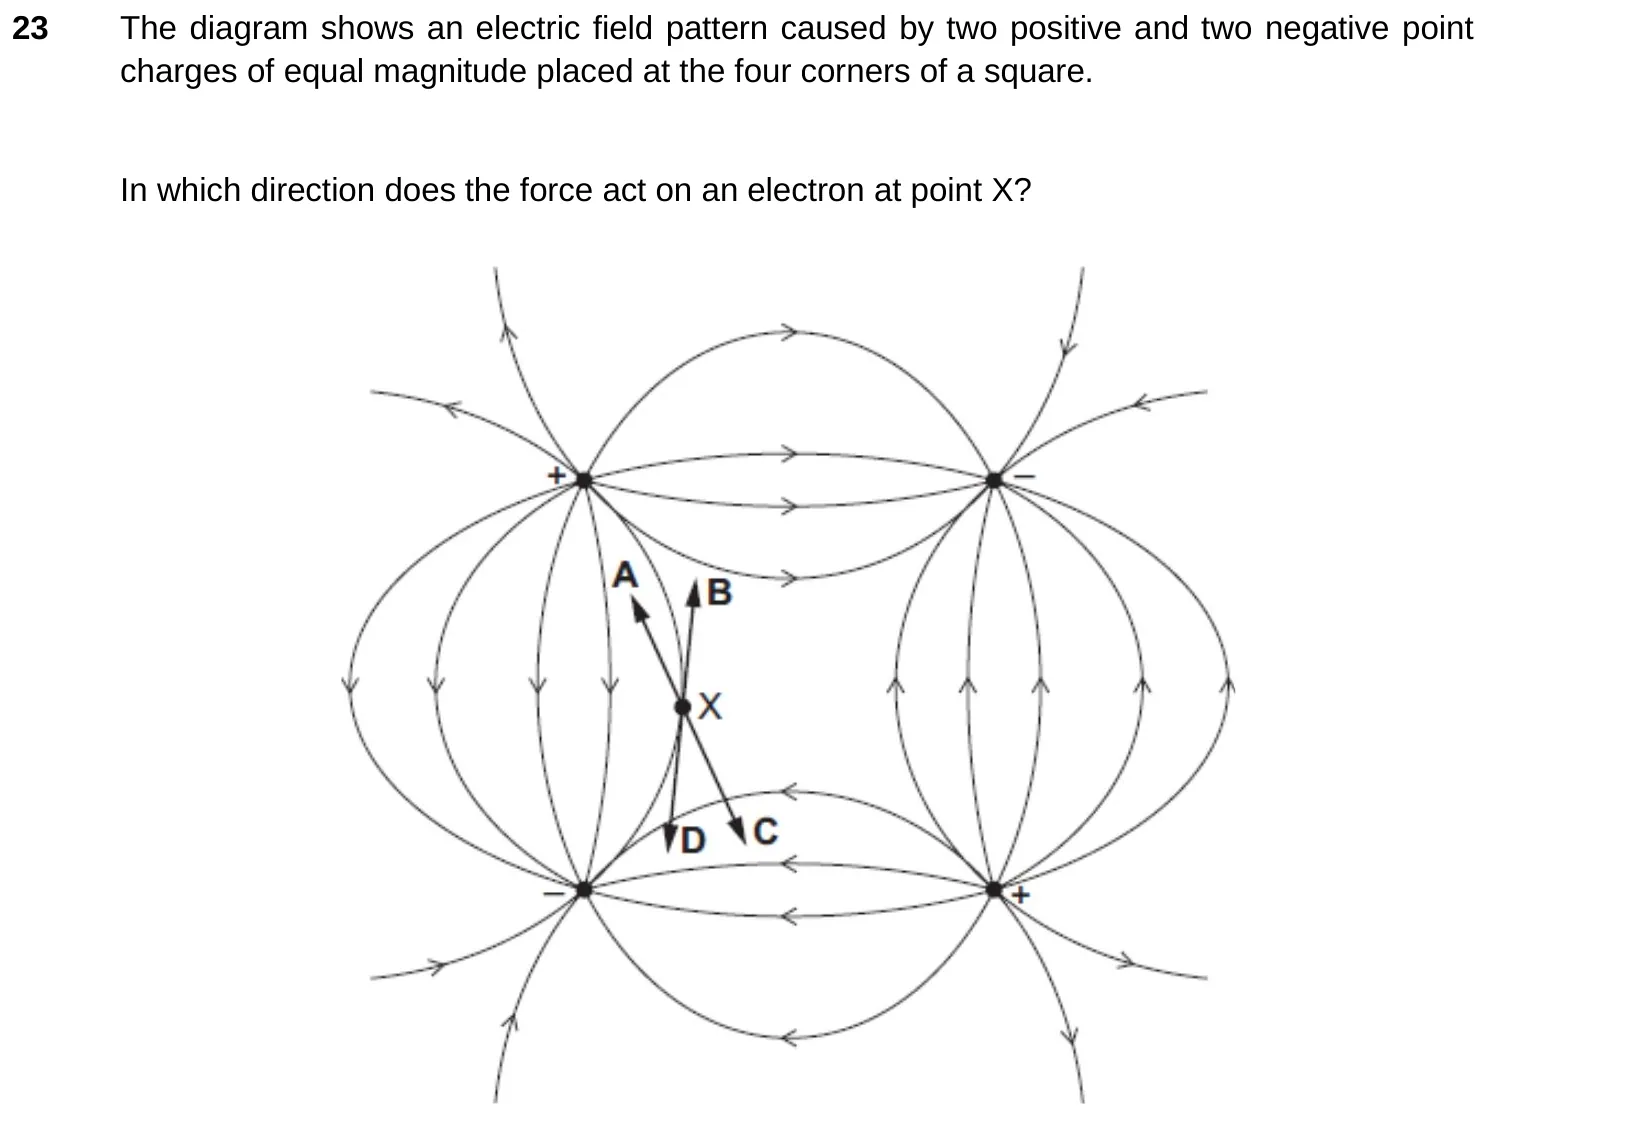 23 The diagram shows an electric field pattern caused by two positive and two negative point
charges of equal magnitude placed at the four corners of a square.
In which direction does the force act on an electron at point X?
+ −
A B
X
D C
− +